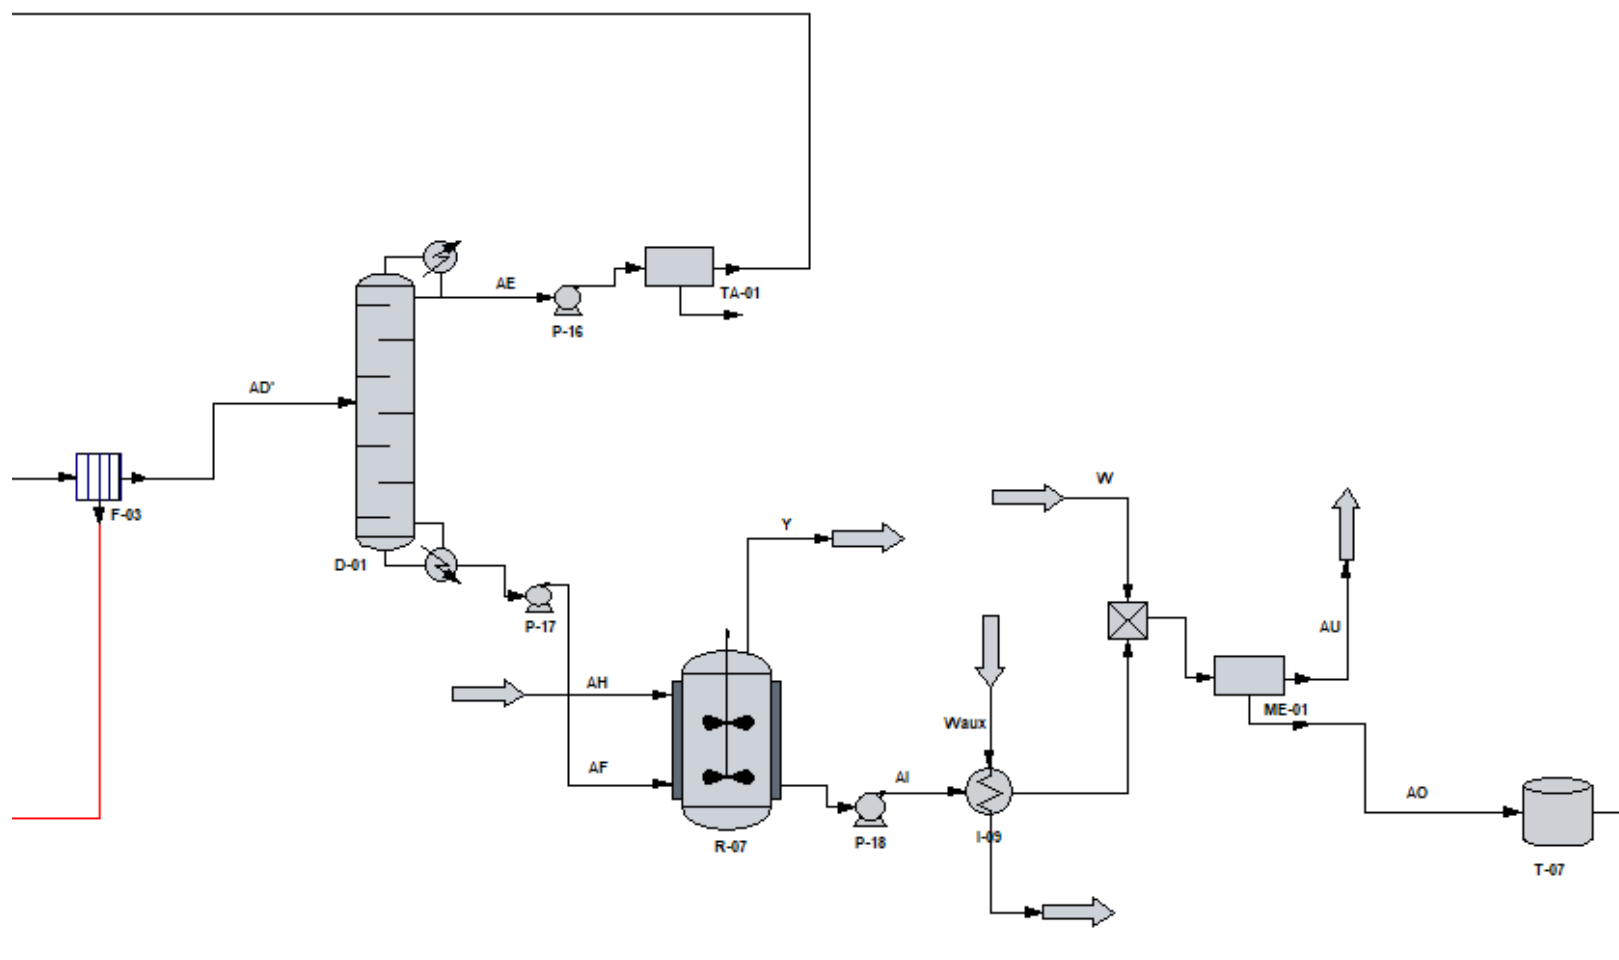 AE
TA-01
P-16
AD'
F-03
D-01
W
Y
P-17
AU
AH
ME-01
Waux
AF
AI
AO
R-07
P-18
I-09
T-07